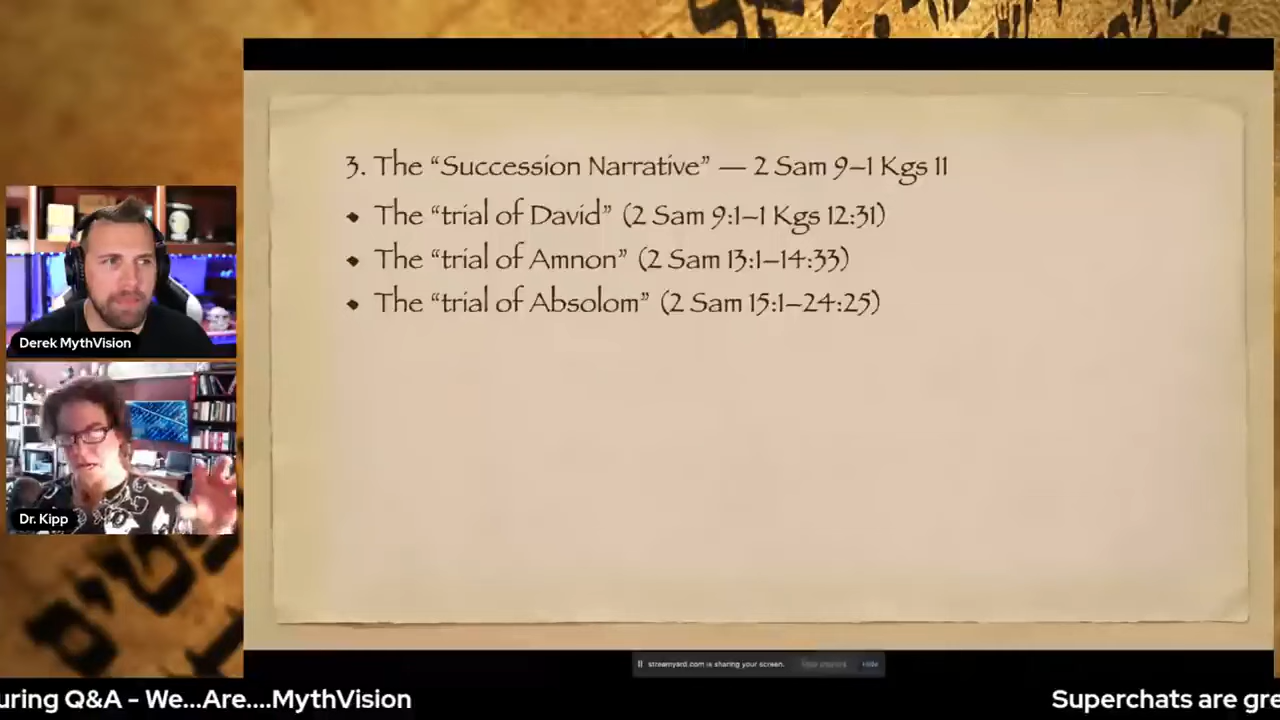 3. The “Succession Narrative” — 2 Sam 9–1 Kgs 11
• The “trial of David” (2 Sam 9:1–1 Kgs 12:31)
• The “trial of Amnon” (2 Sam 13:1–14:33)
• The “trial of Absolom” (2 Sam 15:1–24:25)
Derek MythVision
Dr. Kipp
streamyard.com is sharing your screen.
Hide
uring Q&A - We...Are....MythVision
Superchats are gre